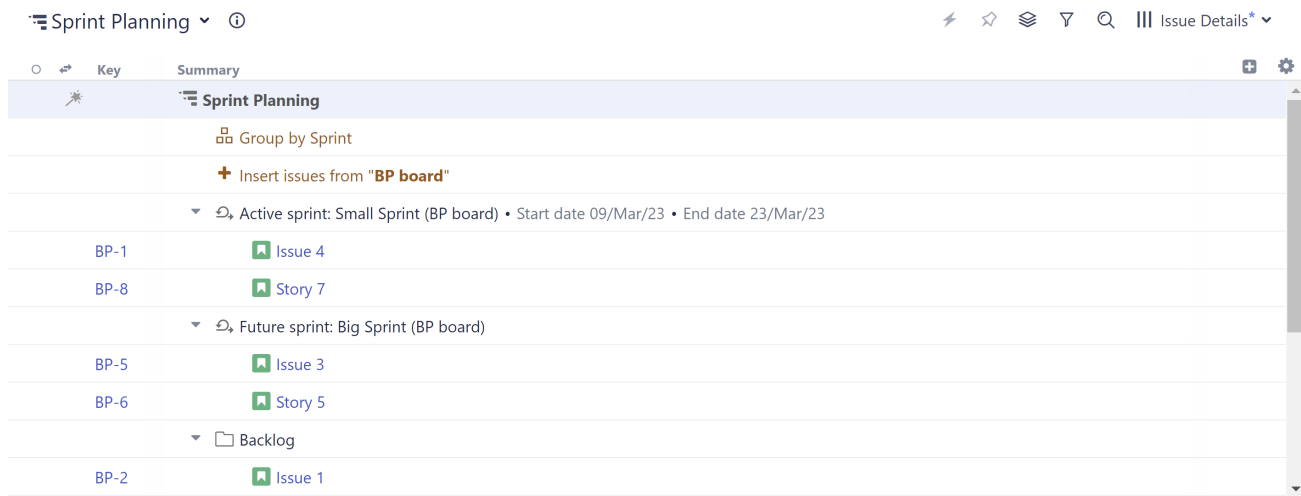 Sprint Planning
Issue Details*
Key Summary
Sprint Planning
Group by Sprint
Insert issues from "BP board"
Active sprint: Small Sprint (BP board) • Start date 09/Mar/23 • End date 23/Mar/23
BP-1 Issue 4
BP-8 Story 7
Future sprint: Big Sprint (BP board)
BP-5 Issue 3
BP-6 Story 5
Backlog
BP-2 Issue 1